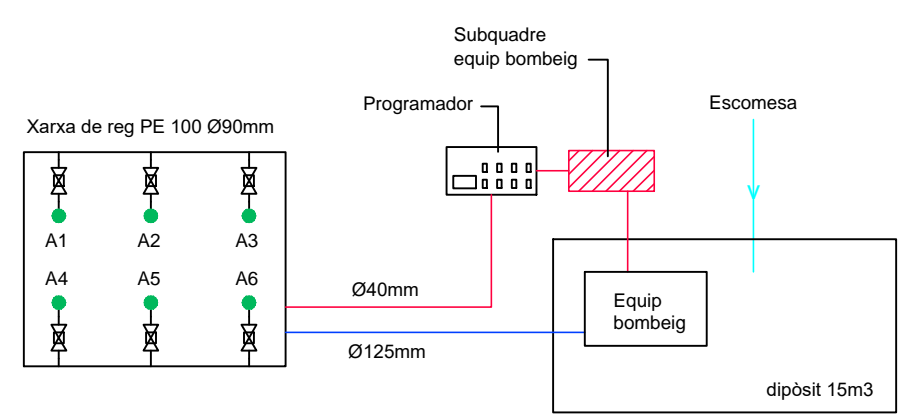 Subquadre
equip bombeig
Programador
Escomesa
Xarxa de reg PE 100 Ø90mm
A1
A2
A3
A4
A5
A6
Ø40mm
Equip
bombeig
Ø125mm
dipòsit 15m3